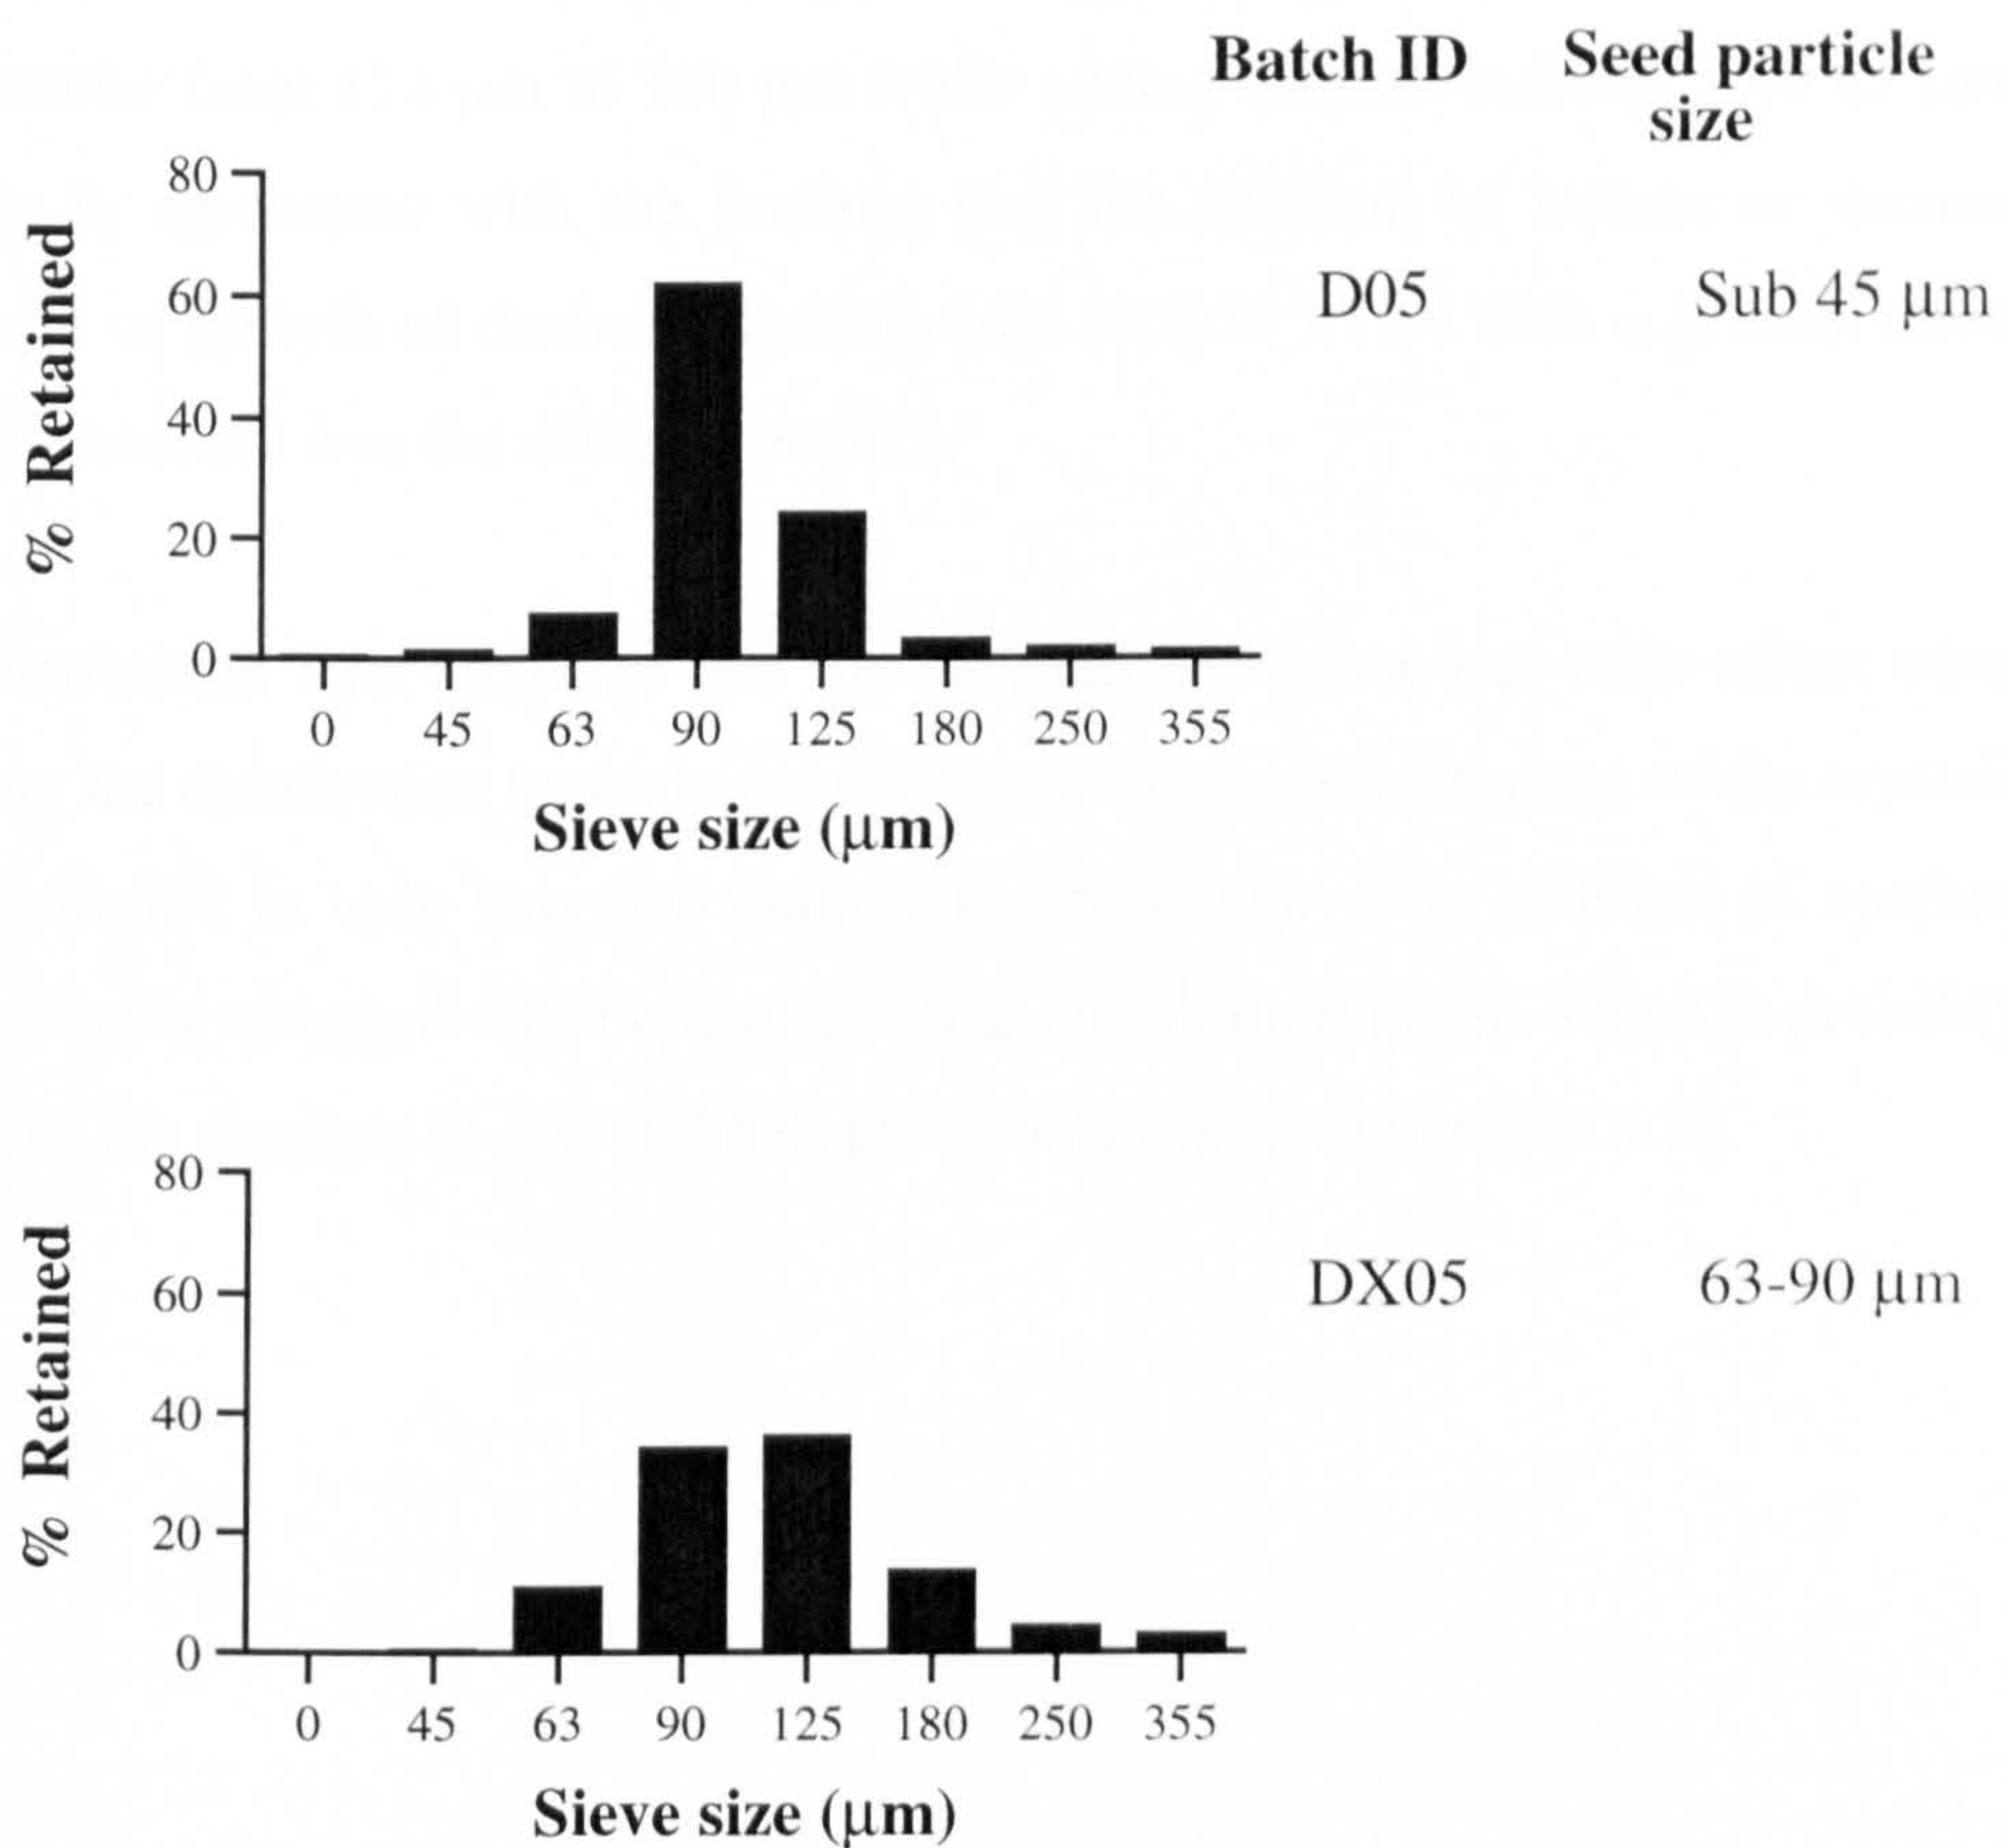 Batch ID Seed particle
size
80
60
40
20
0
% Retained
D05 Sub 45 μm
0 45 63 90 125 180 250 355
Sieve size (μm)
80
60
40
20
0
% Retained
DX05 63-90 μm
0 45 63 90 125 180 250 355
Sieve size (μm)